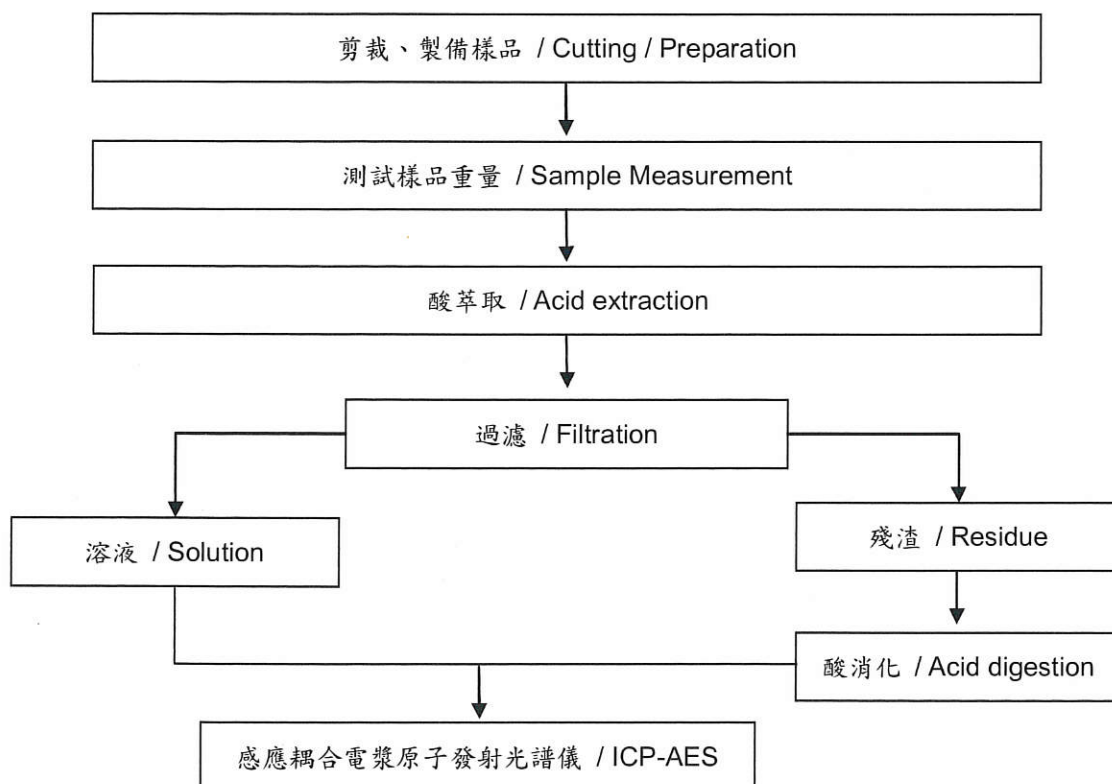 剪裁、製備樣品 / Cutting / Preparation
測試樣品重量 / Sample Measurement
酸萃取 / Acid extraction
過濾 / Filtration
溶液 / Solution
殘渣 / Residue
酸消化 / Acid digestion
感應耦合電漿原子發射光譜儀 / ICP-AES